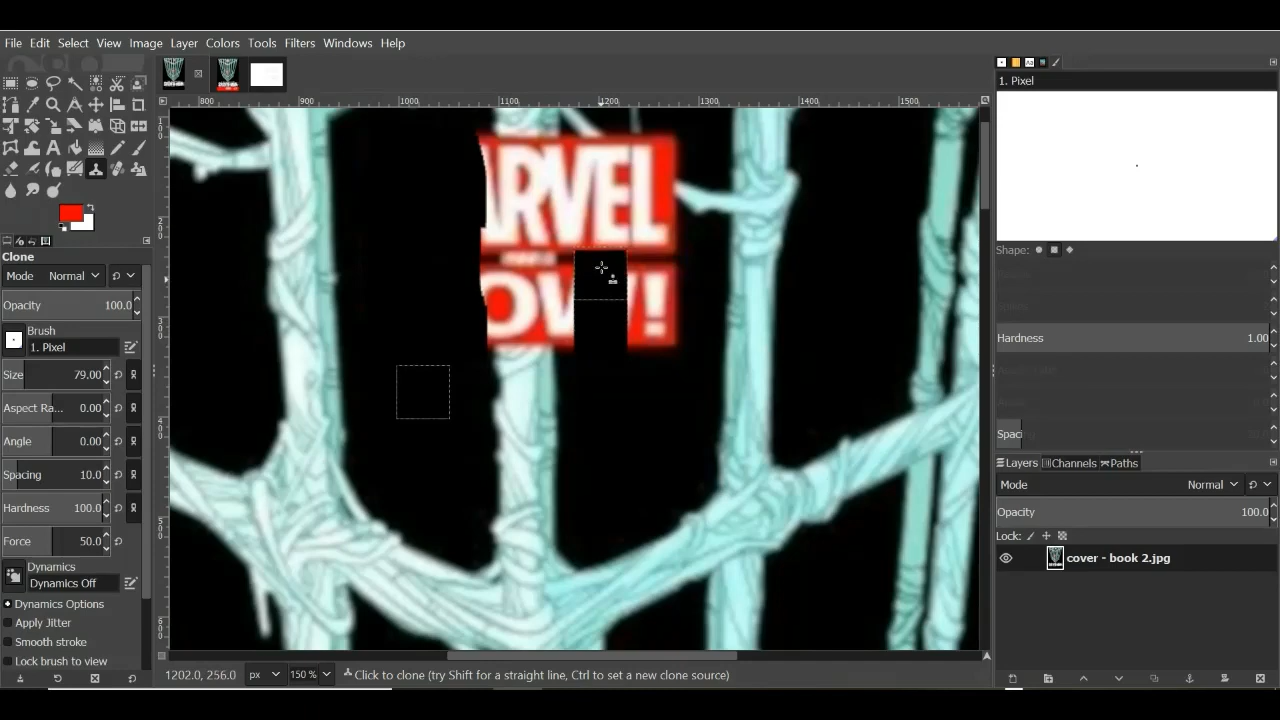 File Edit Select View Image Layer Colors Tools Filters Windows Help
1. Pixel
800 900 1000 1100 1200 1300 1400 1500
ARVEL
OW!
Shape:
Clone
Mode Normal
Opacity 100.0
Brush
1. Pixel
Size 79.00
Aspect Ra... 0.00
Angle 0.00
Spacing 10.0
Hardness 100.0
Force 50.0
Dynamics
Dynamics Off
Dynamics Options
Apply Jitter
Smooth stroke
Lock brush to view
Hardness 1.00
Spaci
Layers Channels Paths
Mode Normal
Opacity 100.0
Lock:
cover - book 2.jpg
1202.0, 256.0 px 150 % Click to clone (try Shift for a straight line, Ctrl to set a new clone source)